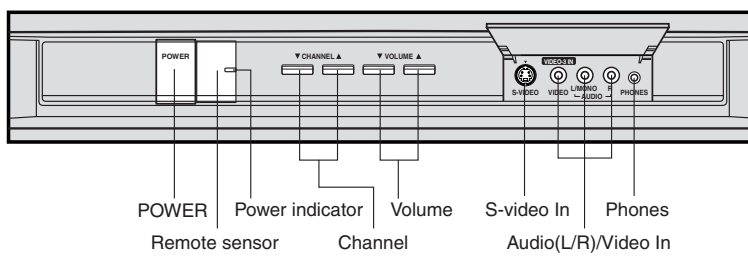 POWER
▼ CHANNEL ▲
▼ VOLUME ▲
VIDEO-3 IN
S-VIDEO
VIDEO
L/MONO
R
AUDIO
PHONES
POWER
Power indicator
Volume
S-video In
Phones
Remote sensor
Channel
Audio(L/R)/Video In